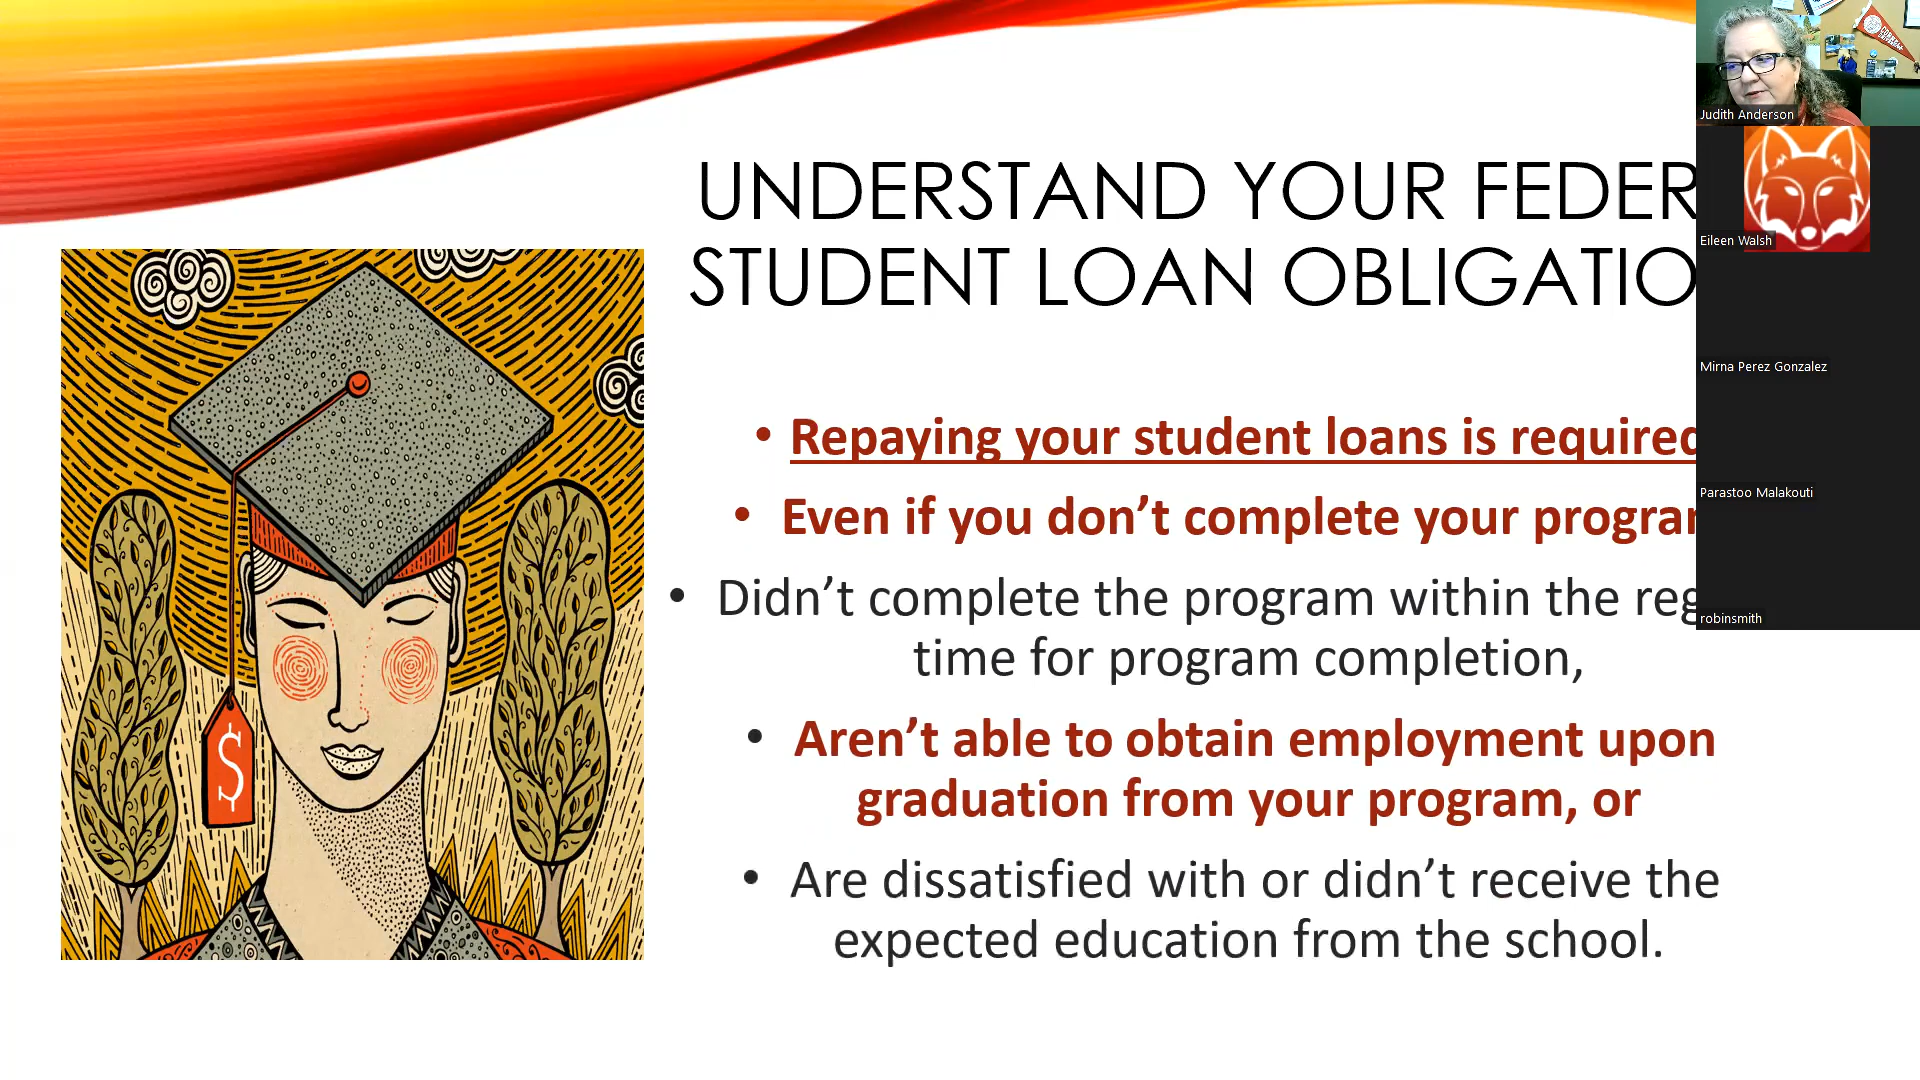 UNDERSTAND YOUR FEDER
STUDENT LOAN OBLIGATIO
• Repaying your student loans is required
• Even if you don’t complete your program
• Didn’t complete the program within the reg
time for program completion,
• Aren’t able to obtain employment upon
graduation from your program, or
• Are dissatisfied with or didn’t receive the
expected education from the school.
$
Judith Anderson
Eileen Walsh
Mirna Perez Gonzalez
Parastoo Malakouti
robinsmith